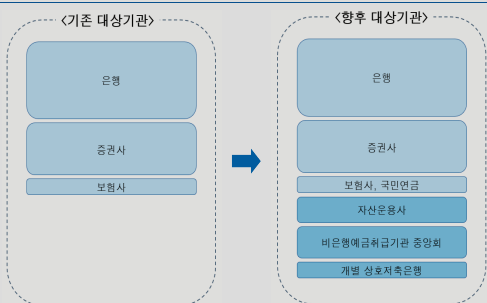 <기존 대상기관>
은행
증권사
보험사
<향후 대상기관>
은행
증권사
보험사, 국민연금
자산운용사
비은행예금취급기관 중앙회
개별 상호저축은행